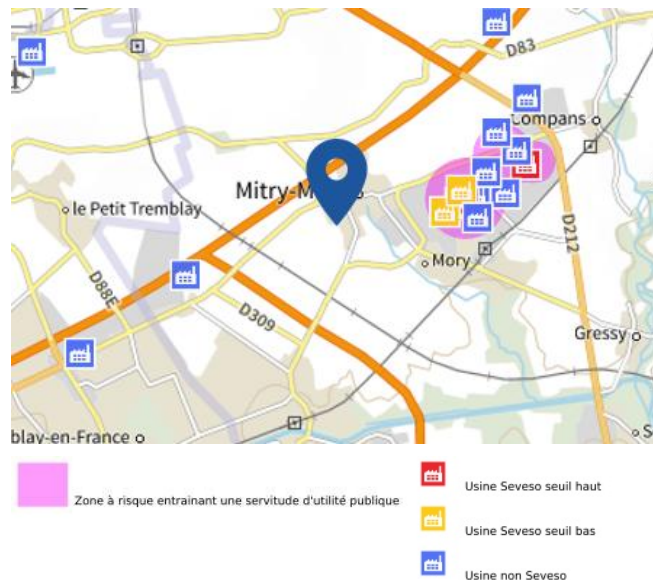 D83
Compans
Mitry-M
s
le Petit Tremblay
D212
Mory
D88E
D309
Gressy
blay-en-France
S
Zone à risque entrainant une servitude d'utilité publique
Usine Seveso seuil haut
Usine Seveso seuil bas
Usine non Seveso